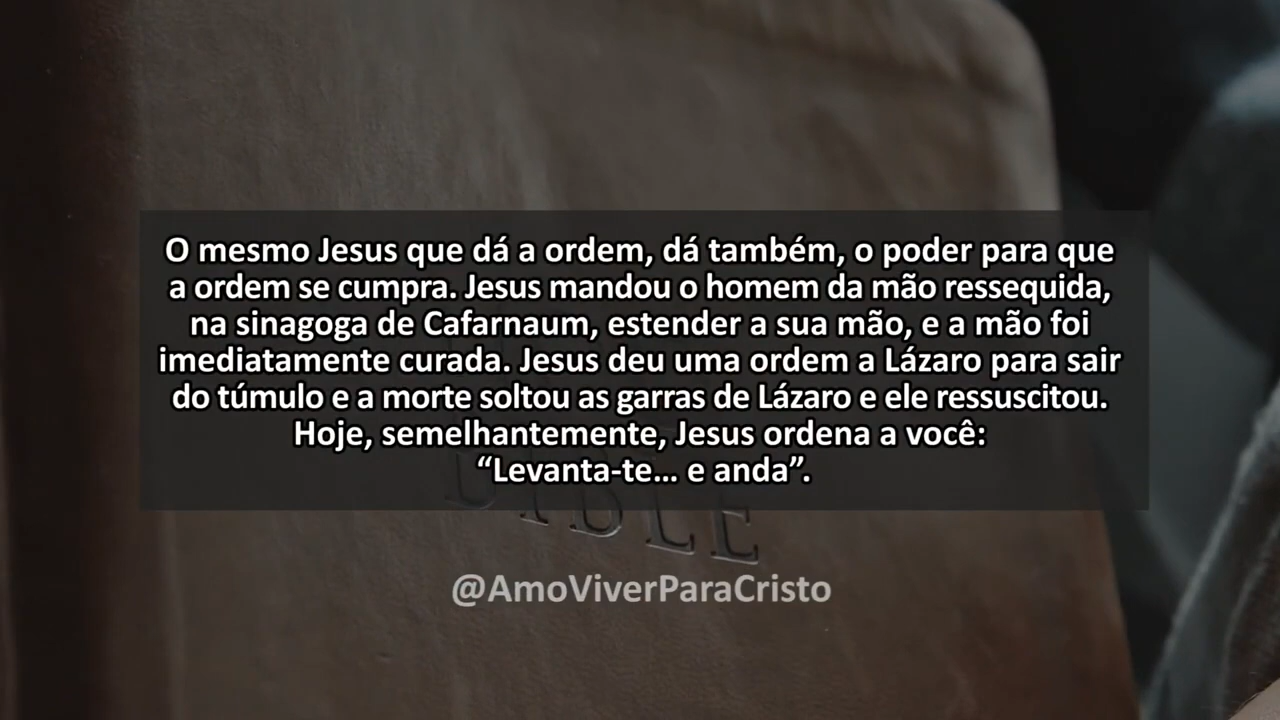 O mesmo Jesus que dá a ordem, dá também, o poder para que
a ordem se cumpra. Jesus mandou o homem da mão ressequida,
na sinagoga de Cafarnaum, estender a sua mão, e a mão foi
imediatamente curada. Jesus deu uma ordem a Lázaro para sair
do túmulo e a morte soltou as garras de Lázaro e ele ressuscitou.
Hoje, semelhantemente, Jesus ordena a você:
“Levanta-te... e anda”.
BIBLE
@AmoViverParaCristo